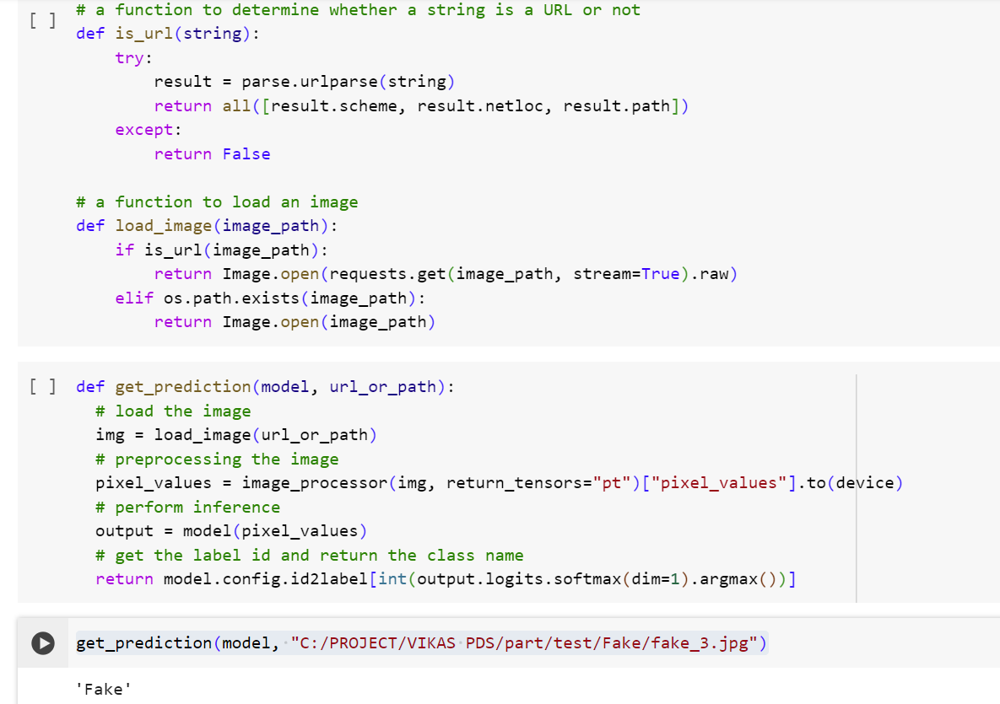 # a function to determine whether a string is a URL or not
[ ] def is_url(string):
    try:
        result = parse.urlparse(string)
        return all([result.scheme, result.netloc, result.path])
    except:
        return False

# a function to load an image
def load_image(image_path):
    if is_url(image_path):
        return Image.open(requests.get(image_path, stream=True).raw)
    elif os.path.exists(image_path):
        return Image.open(image_path)

[ ] def get_prediction(model, url_or_path):
  # load the image
  img = load_image(url_or_path)
  # preprocessing the image
  pixel_values = image_processor(img, return_tensors="pt")["pixel_values"].to(device)
  # perform inference
  output = model(pixel_values)
  # get the label id and return the class name
  return model.config.id2label[int(output.logits.softmax(dim=1).argmax())]

get_prediction(model, "C:/PROJECT/VIKAS PDS/part/test/Fake/fake_3.jpg")

'Fake'